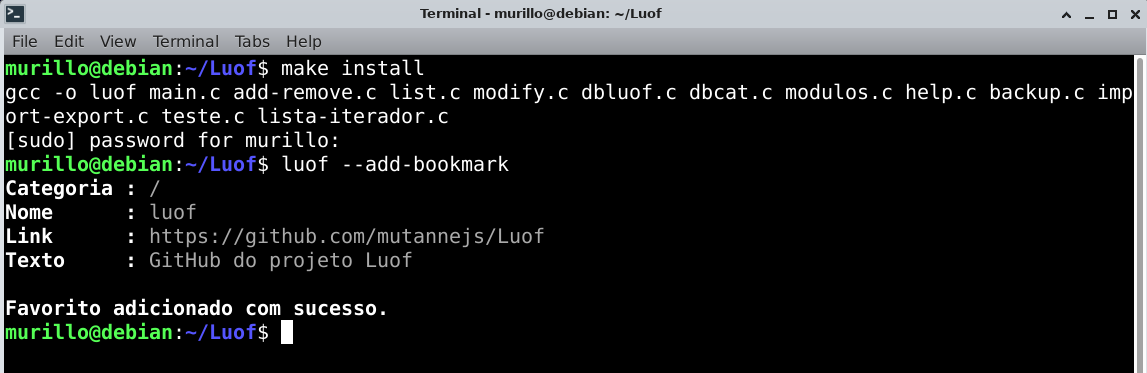 Terminal - murillo@debian: ~/Luof
File Edit View Terminal Tabs Help
murillo@debian:~/Luof$ make install
gcc -o luof main.c add-remove.c list.c modify.c dbluof.c dbcat.c modulos.c help.c backup.c imp
ort-export.c teste.c lista-iterador.c
[sudo] password for murillo:
murillo@debian:~/Luof$ luof --add-bookmark
Categoria : /
Nome      : luof
Link      : https://github.com/mutannejs/Luof
Texto     : GitHub do projeto Luof
Favorito adicionado com sucesso.
murillo@debian:~/Luof$